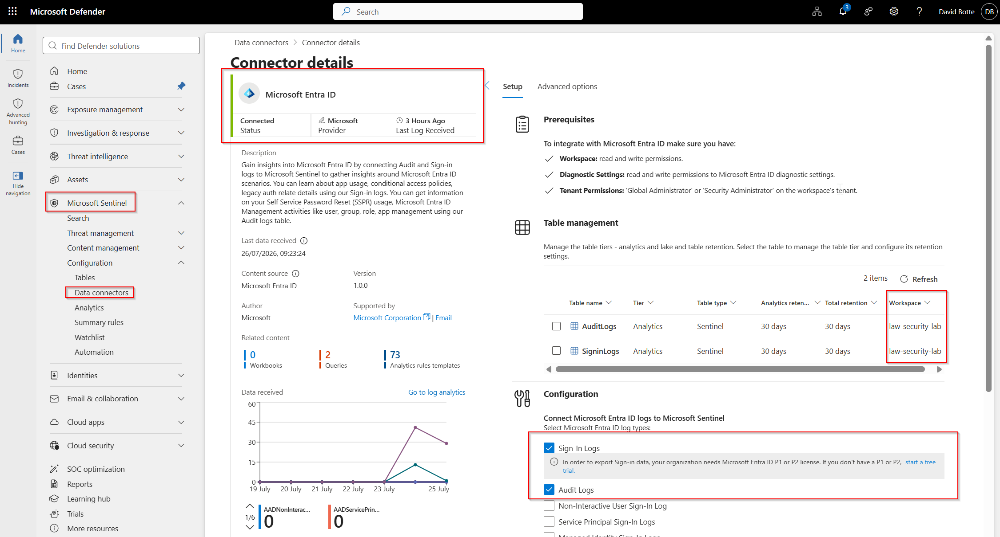 Microsoft Defender
Search
3
David Botte
DB
Home
Incidents
Advanced
hunting
Cases
Hide
navigation
Find Defender solutions
Home
Cases
Exposure management
Investigation & response
Threat intelligence
Assets
Microsoft Sentinel
Search
Threat management
Content management
Configuration
Tables
Data connectors
Analytics
Summary rules
Watchlist
Automation
Identities
Email & collaboration
Cloud apps
Cloud security
SOC optimization
Reports
Learning hub
Trials
More resources
Data connectors > Connector details
Connector details
Microsoft Entra ID
Connected
Status
Microsoft
Provider
3 Hours Ago
Last Log Received
Description
Gain insights into Microsoft Entra ID by connecting Audit and Sign-in
logs to Microsoft Sentinel to gather insights around Microsoft Entra ID
scenarios. You can learn about app usage, conditional access policies,
legacy auth relate details using our Sign-in logs. You can get information
on your Self Service Password Reset (SSPR) usage, Microsoft Entra ID
Management activities like user, group, role, app management using our
Audit logs table.
Last data received
26/07/2026, 09:23:24
Content source
Microsoft Entra ID
Version
1.0.0
Author
Microsoft
Supported by
Microsoft Corporation | Email
Related content
0
Workbooks
2
Queries
73
Analytics rules templates
Data received
Go to log analytics
60
45
30
15
0
19 July 20 July 21 July 22 July 23 July 25 July
1/6
AADNonInterac...
0
AADServicePrin...
0
Setup
Advanced options
Prerequisites
To integrate with Microsoft Entra ID make sure you have:
Workspace: read and write permissions.
Diagnostic Settings: read and write permissions to Microsoft Entra ID diagnostic settings.
Tenant Permissions: 'Global Administrator' or 'Security Administrator' on the workspace's tenant.
Table management
Manage the table tiers - analytics and lake and table retention. Select the table to manage the table tier and configure its retention
settings.
2 items
Refresh
Table name Tier Table type Analytics reten... Total retention Workspace
AuditLogs Analytics Sentinel 30 days 30 days law-security-lab
SigninLogs Analytics Sentinel 30 days 30 days law-security-lab
Configuration
Connect Microsoft Entra ID logs to Microsoft Sentinel
Select Microsoft Entra ID log types:
Sign-In Logs
In order to export Sign-in data, your organization needs Microsoft Entra ID P1 or P2 license. If you don't have a P1 or P2, start a free
trial.
Audit Logs
Non-Interactive User Sign-In Log
Service Principal Sign-In Logs
Managed Identity Sign-In Logs